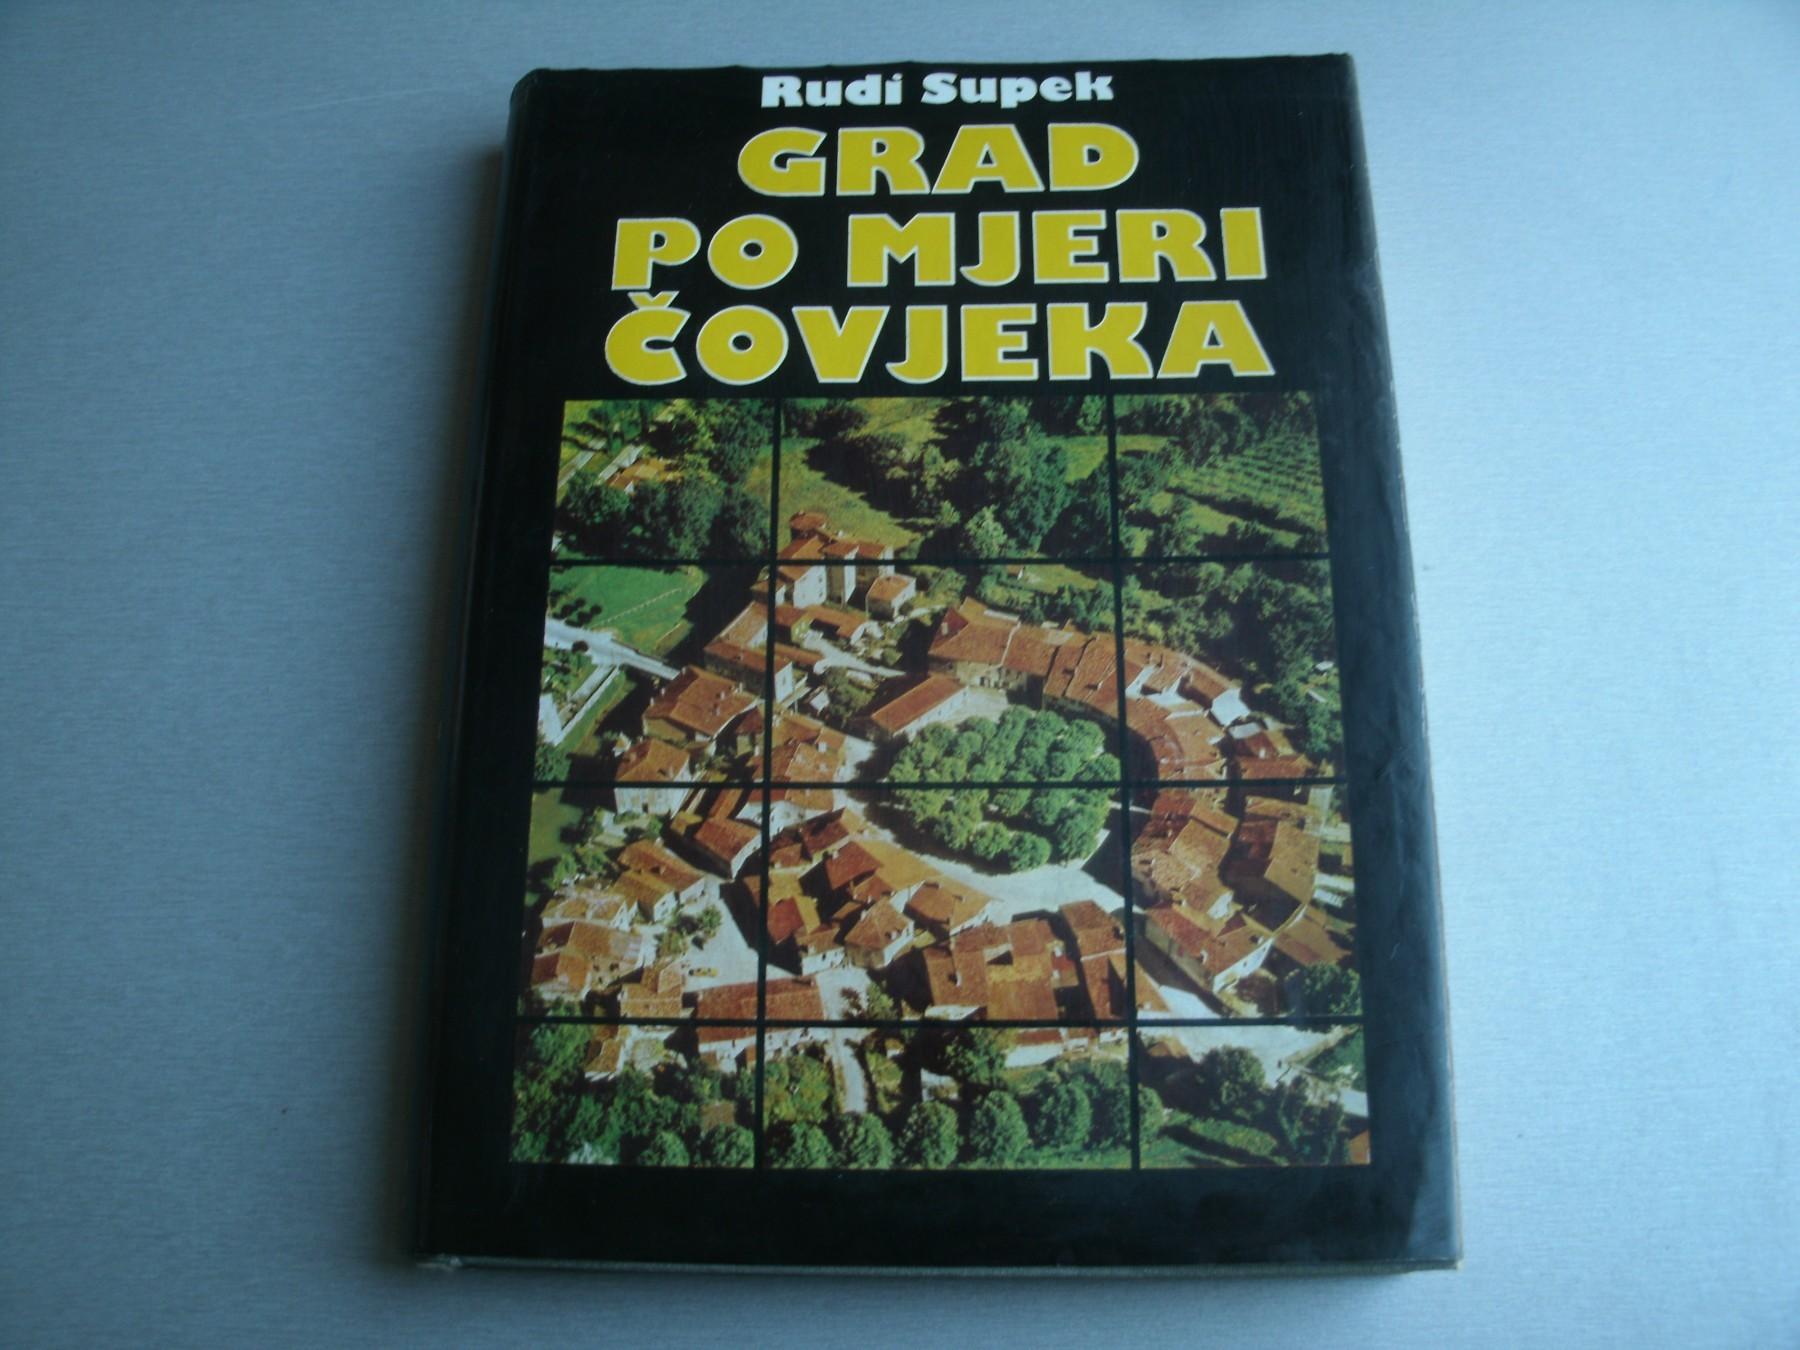 Rudi Supek
GRAD
PO MJERI
ČOVJEKA